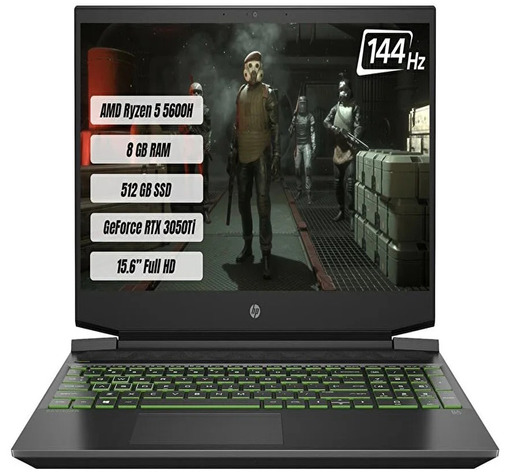 144Hz
AMD Ryzen 5 5600H
8 GB RAM
512 GB SSD
GeForce RTX 3050Ti
15.6” Full HD
hp